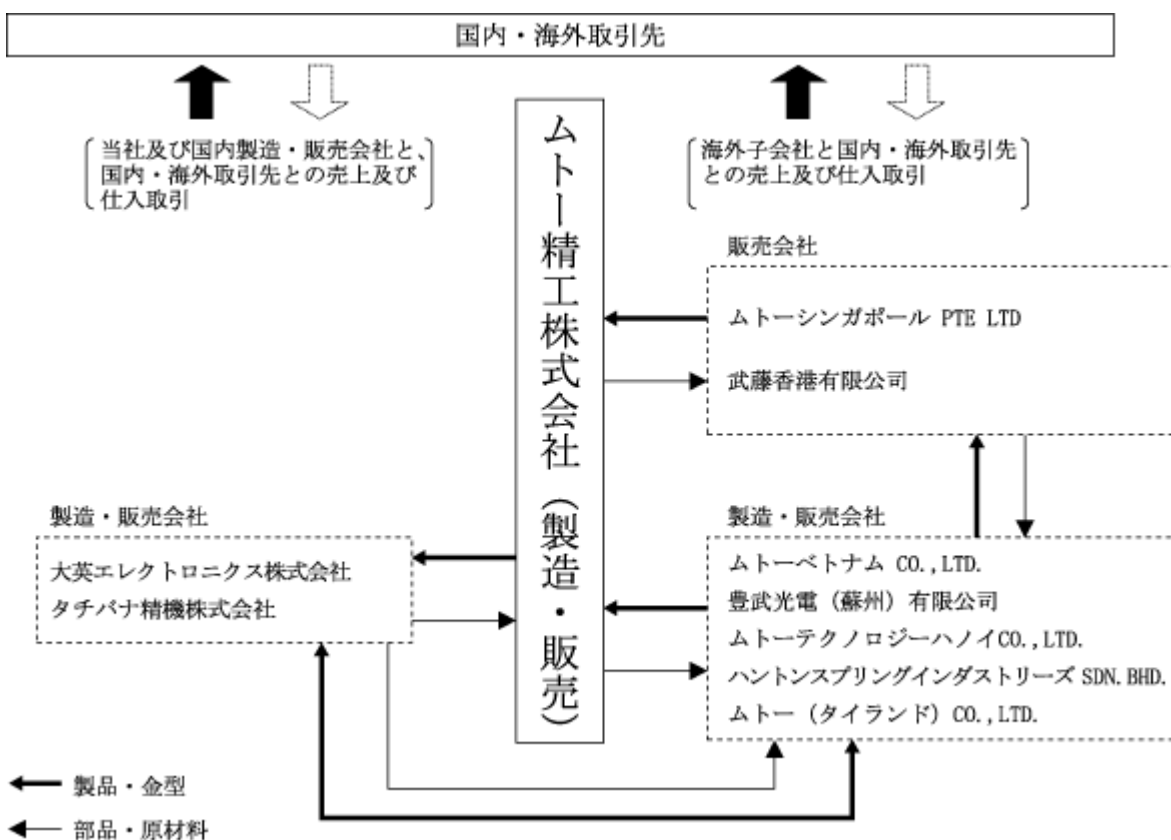 国内・海外取引先
当社及び国内製造・販売会社と、
国内・海外取引先との売上及び
仕入取引
海外子会社と国内・海外取引先
との売上及び仕入取引
ムトー精工株式会社（製造・販売）
販売会社
ムトーシンガポール PTE LTD
武藤香港有限公司
製造・販売会社
大英エレクトロニクス株式会社
タチバナ精機株式会社
製造・販売会社
ムトーベトナム CO.,LTD.
豊武光電（蘇州）有限公司
ムトーテクノロジーハノイCO.,LTD.
ハントンスプリングインダストリーズ SDN.BHD.
ムトー（タイランド）CO.,LTD.
製品・金型
部品・原材料